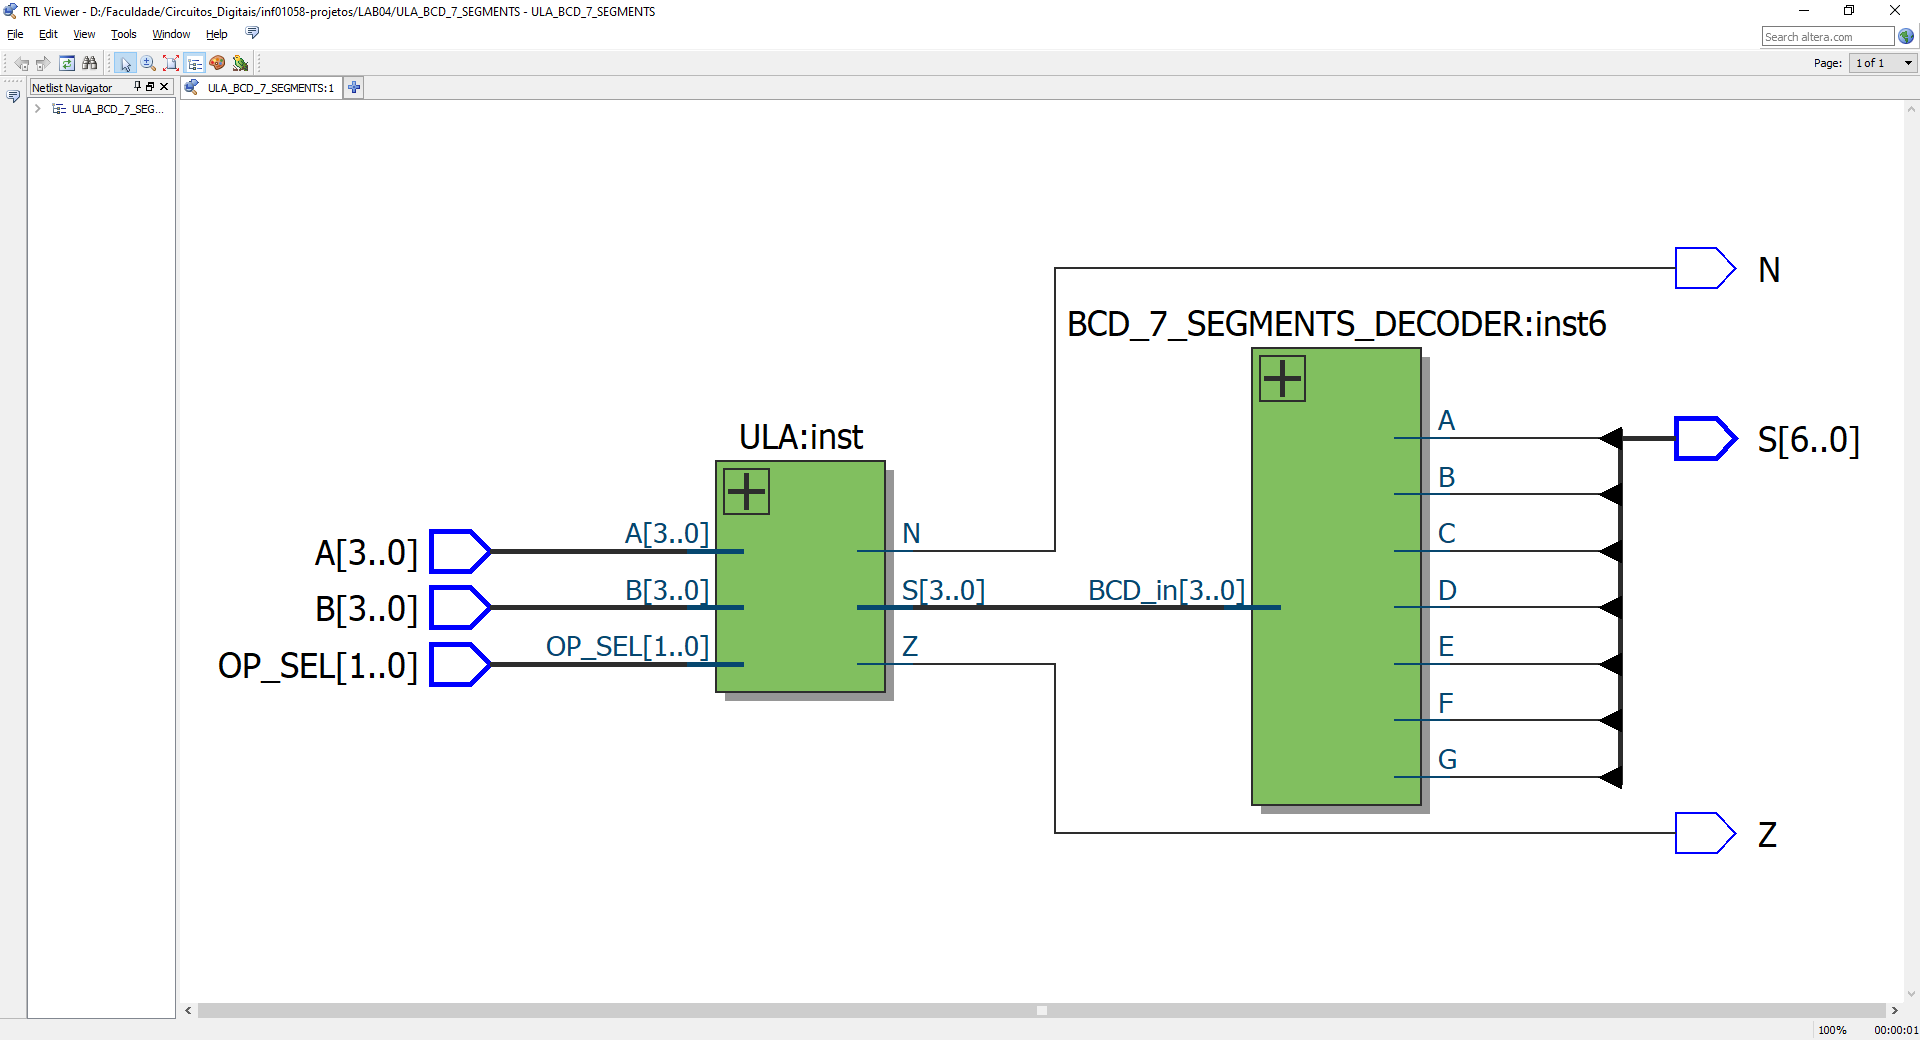 RTL Viewer - D:/Faculdade/Circuitos_Digitais/inf01058-projetos/LAB04/ULA_BCD_7_SEGMENTS - ULA_BCD_7_SEGMENTS
File Edit View Tools Window Help
Search altera.com
Page: 1 of 1
Netlist Navigator
ULA_BCD_7_SEGMENTS:1
ULA_BCD_7_SEG...
N
BCD_7_SEGMENTS_DECODER:inst6
A
S[6..0]
ULA:inst
B
A[3..0]
A[3..0]
N
C
B[3..0]
B[3..0]
S[3..0]
BCD_in[3..0]
D
OP_SEL[1..0]
OP_SEL[1..0]
Z
E
F
G
Z
100%
00:00:01